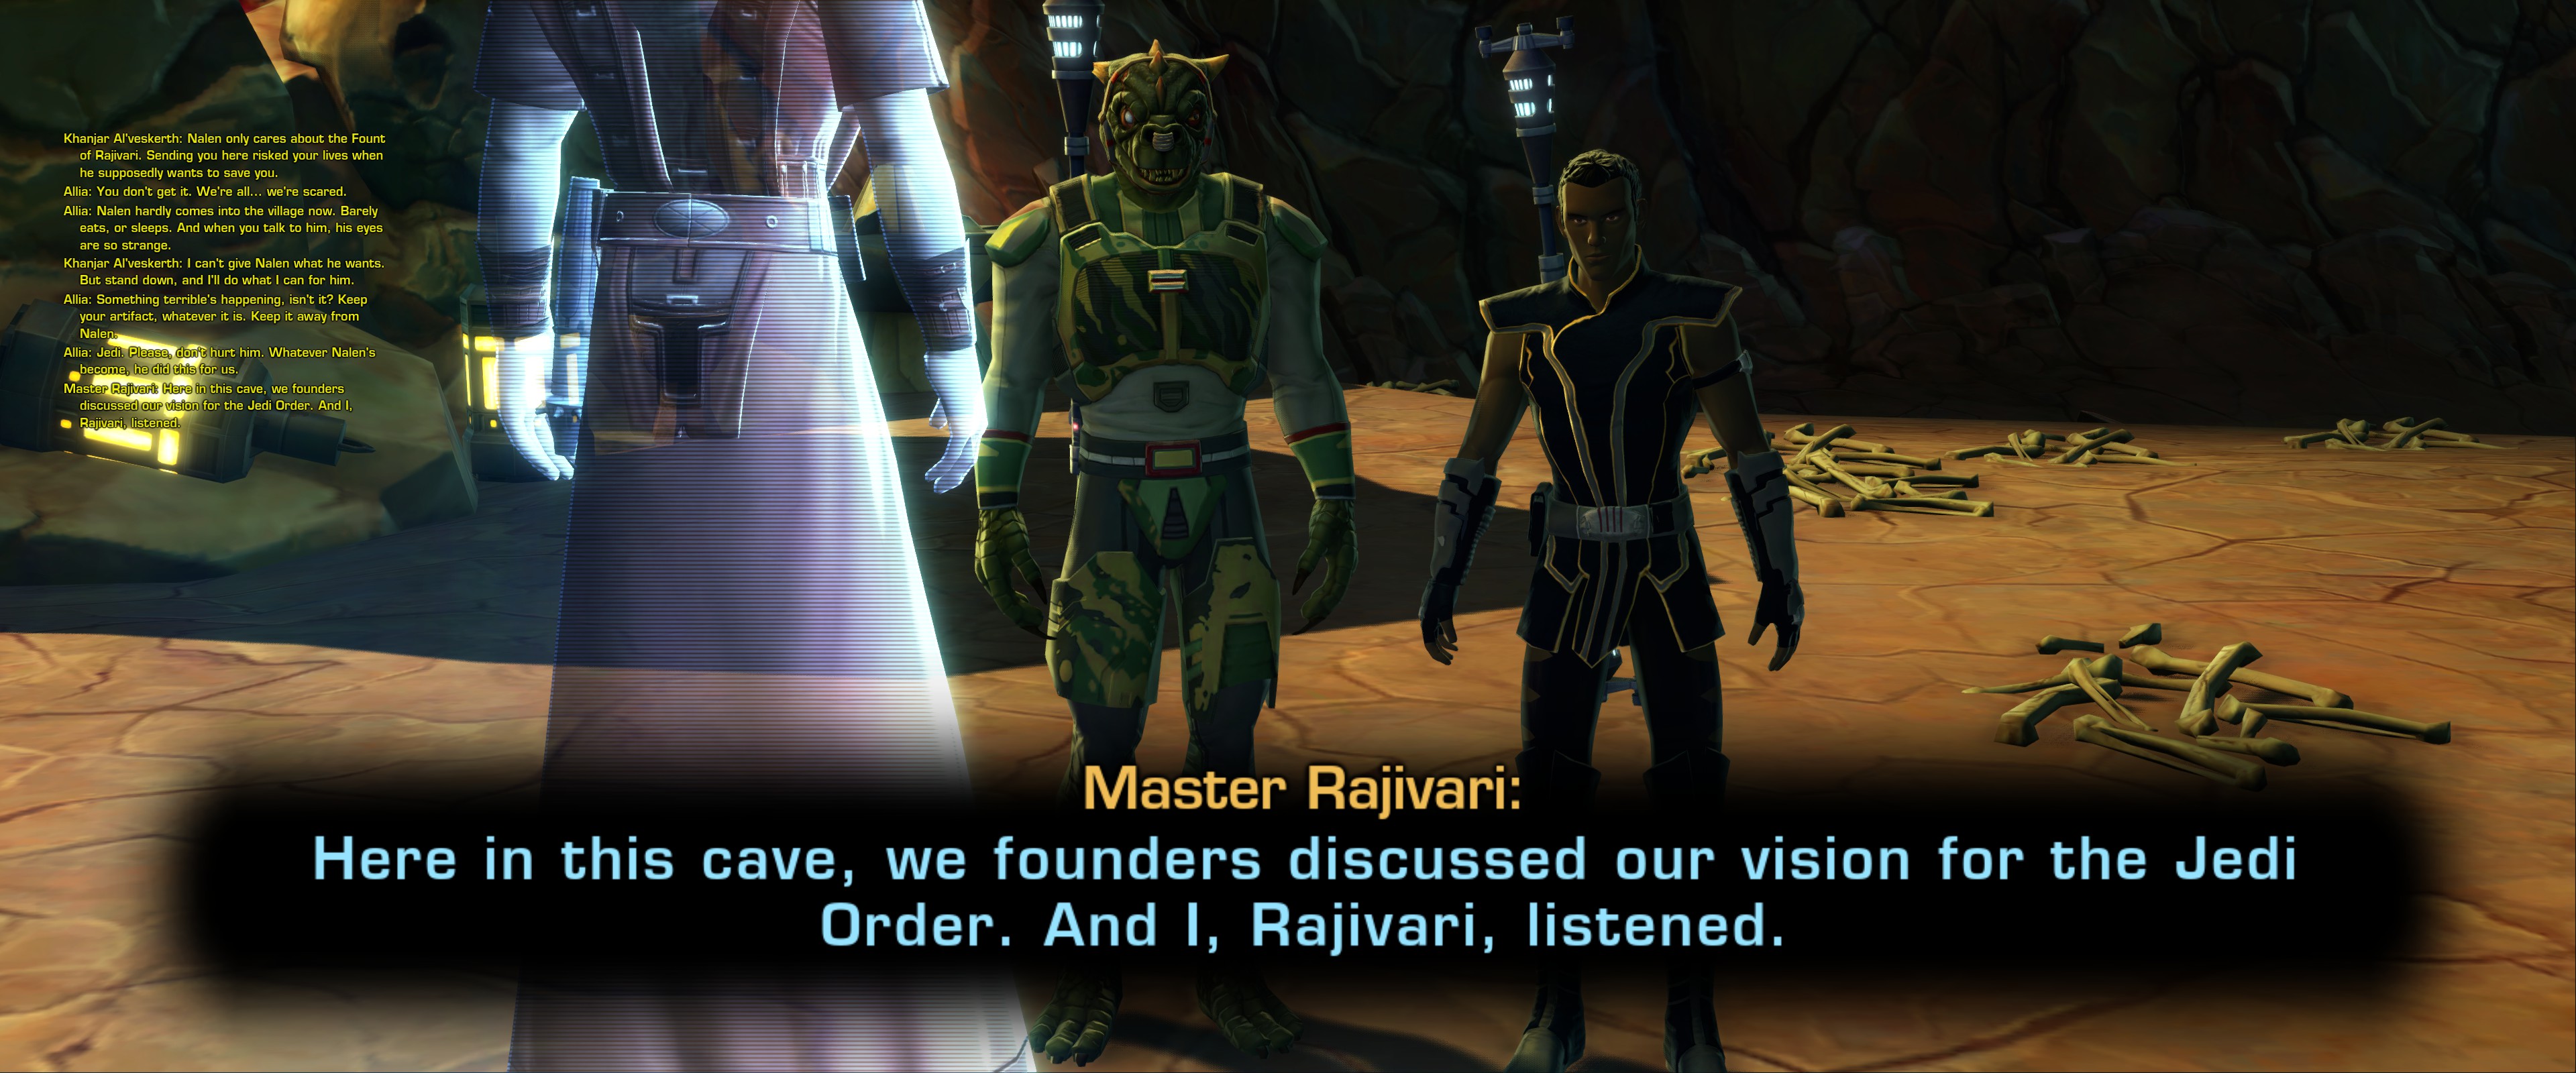 Khanjar Al'veskerth: Nalen only cares about the Fount
of Rajivari. Sending you here risked your lives when
he supposedly wants to save you.
Allia: You don't get it. We're all... we're scared.
Allia: Nalen hardly comes into the village now. Barely
eats, or sleeps. And when you talk to him, his eyes
are so strange.
Khanjar Al'veskerth: I can't give Nalen what he wants.
But stand down, and I'll do what I can for him.
Allia: Something terrible's happening, isn't it? Keep
your artifact, whatever it is. Keep it away from
Nalen.
Allia: Jedi. Please, don't hurt him. Whatever Nalen's
become, he did this for us.
Master Rajivari: Here in this cave, we founders
discussed our vision for the Jedi Order. And I,
Rajivari, listened.
Master Rajivari:
Here in this cave, we founders discussed our vision for the Jedi
Order. And I, Rajivari, listened.